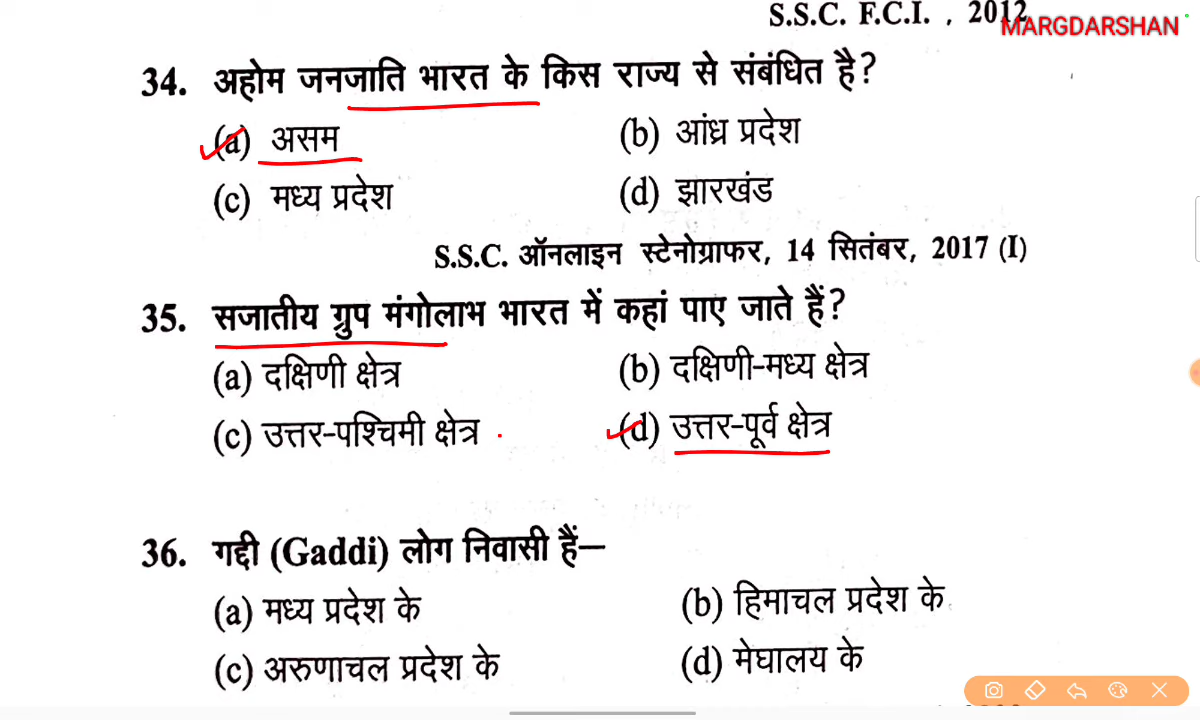 S.S.C. F.C.I. , 2012
MARGDARSHAN
34. अहोम जनजाति भारत के किस राज्य से संबंधित है?
(a) असम (b) आंध्र प्रदेश
(c) मध्य प्रदेश (d) झारखंड
S.S.C. ऑनलाइन स्टेनोग्राफर, 14 सितंबर, 2017 (I)
35. सजातीय ग्रुप मंगोलाभ भारत में कहां पाए जाते हैं?
(a) दक्षिणी क्षेत्र (b) दक्षिणी-मध्य क्षेत्र
(c) उत्तर-पश्चिमी क्षेत्र (d) उत्तर-पूर्व क्षेत्र
36. गद्दी (Gaddi) लोग निवासी हैं—
(a) मध्य प्रदेश के (b) हिमाचल प्रदेश के
(c) अरुणाचल प्रदेश के (d) मेघालय के